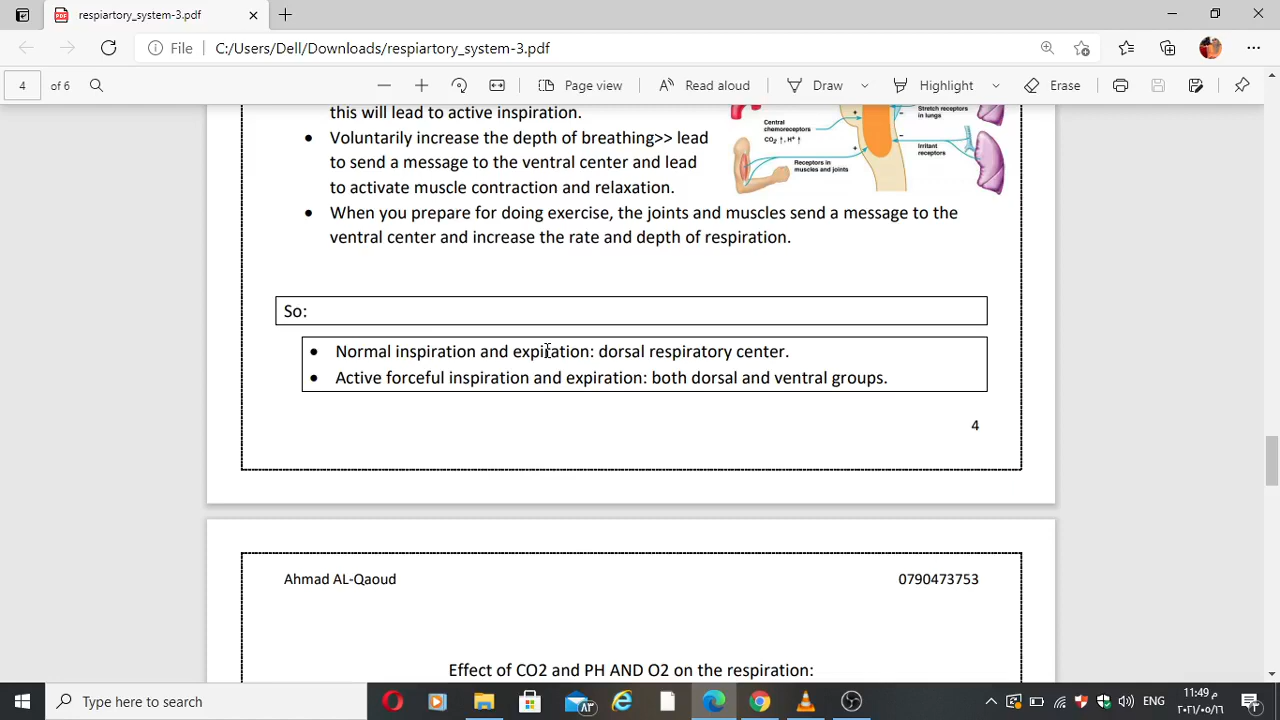 respiartory_system-3.pdf
File
C:/Users/Dell/Downloads/respiartory_system-3.pdf
4 of 6
Page view
Read aloud
Draw
Highlight
Erase
this will lead to active inspiration.
• Voluntarily increase the depth of breathing>> lead
to send a message to the ventral center and lead
to activate muscle contraction and relaxation.
Central
chemoreceptors
CO₂ ↑, H⁺ ↑
+
+
Receptors in
muscles and joints
Stretch receptors
in lungs
−
−
Irritant
receptors
• When you prepare for doing exercise, the joints and muscles send a message to the
ventral center and increase the rate and depth of respiration.
So:
• Normal inspiration and expiration: dorsal respiratory center.
• Active forceful inspiration and expiration: both dorsal and ventral groups.
4
Ahmad AL-Qaoud
0790473753
Effect of CO2 and PH AND O2 on the respiration:
Type here to search
٨٣
م 11:49